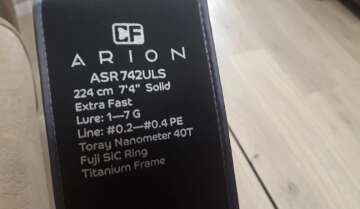 CF
ARION
ASR742ULS
224 cm 7'4" Solid
Extra Fast
Lure: 1—7 G
Line: #0.2—#0.4 PE
Toray Nanometer 40T
Fuji SiC Ring
Titanium Frame